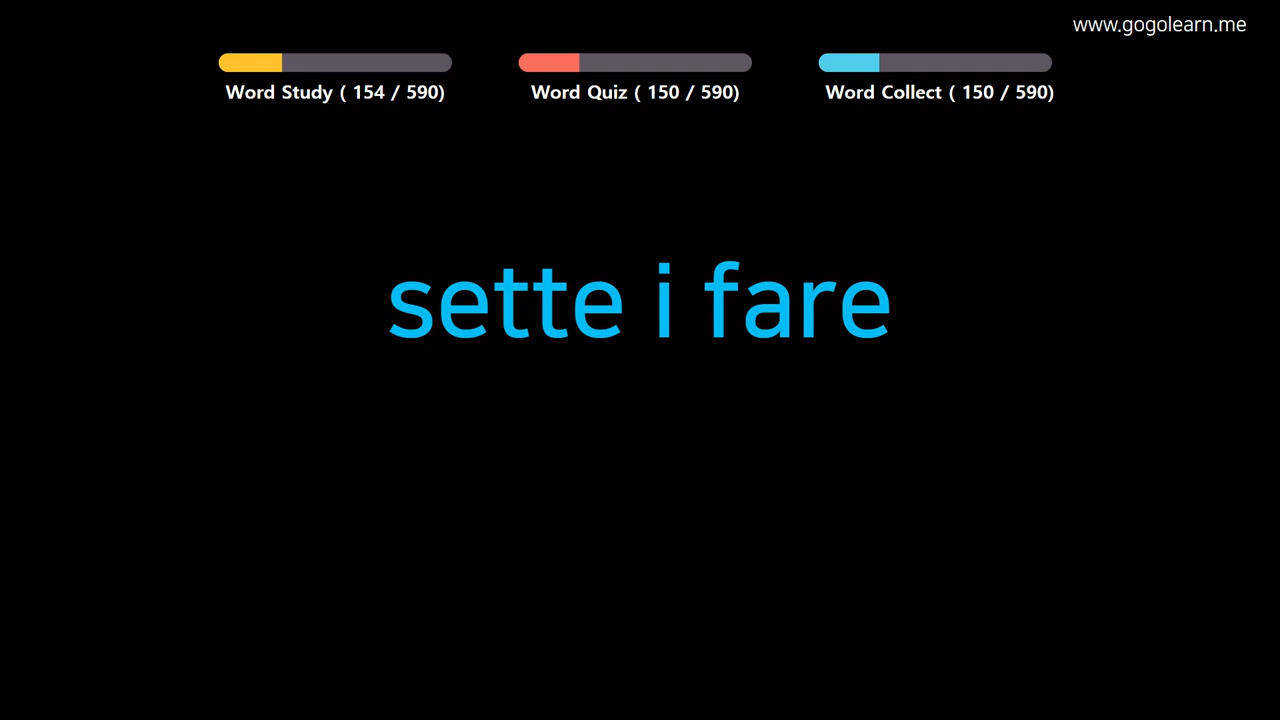 www.gogolearn.me
Word Study ( 154 / 590)
Word Quiz ( 150 / 590)
Word Collect ( 150 / 590)
sette i fare